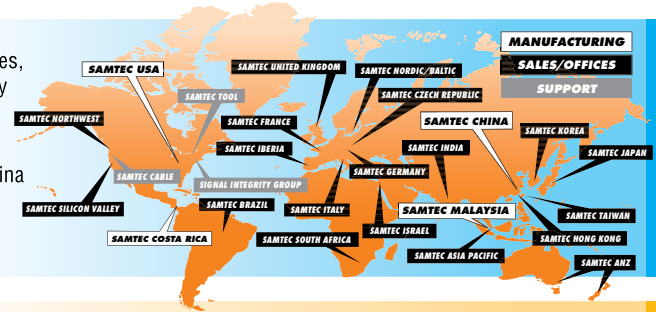 es,
y
ina
MANUFACTURING
SALES/OFFICES
SUPPORT
SAMTEC USA
SAMTEC UNITED KINGDOM
SAMTEC NORDIC/BALTIC
SAMTEC TOOL
SAMTEC CZECH REPUBLIC
SAMTEC NORTHWEST
SAMTEC FRANCE
SAMTEC CHINA
SAMTEC KOREA
SAMTEC IBERIA
SAMTEC INDIA
SAMTEC JAPAN
SAMTEC CABLE
SIGNAL INTEGRITY GROUP
SAMTEC GERMANY
SAMTEC SILICON VALLEY
SAMTEC BRAZIL
SAMTEC ITALY
SAMTEC MALAYSIA
SAMTEC TAIWAN
SAMTEC COSTA RICA
SAMTEC SOUTH AFRICA
SAMTEC ISRAEL
SAMTEC HONG KONG
SAMTEC ASIA PACIFIC
SAMTEC ANZ